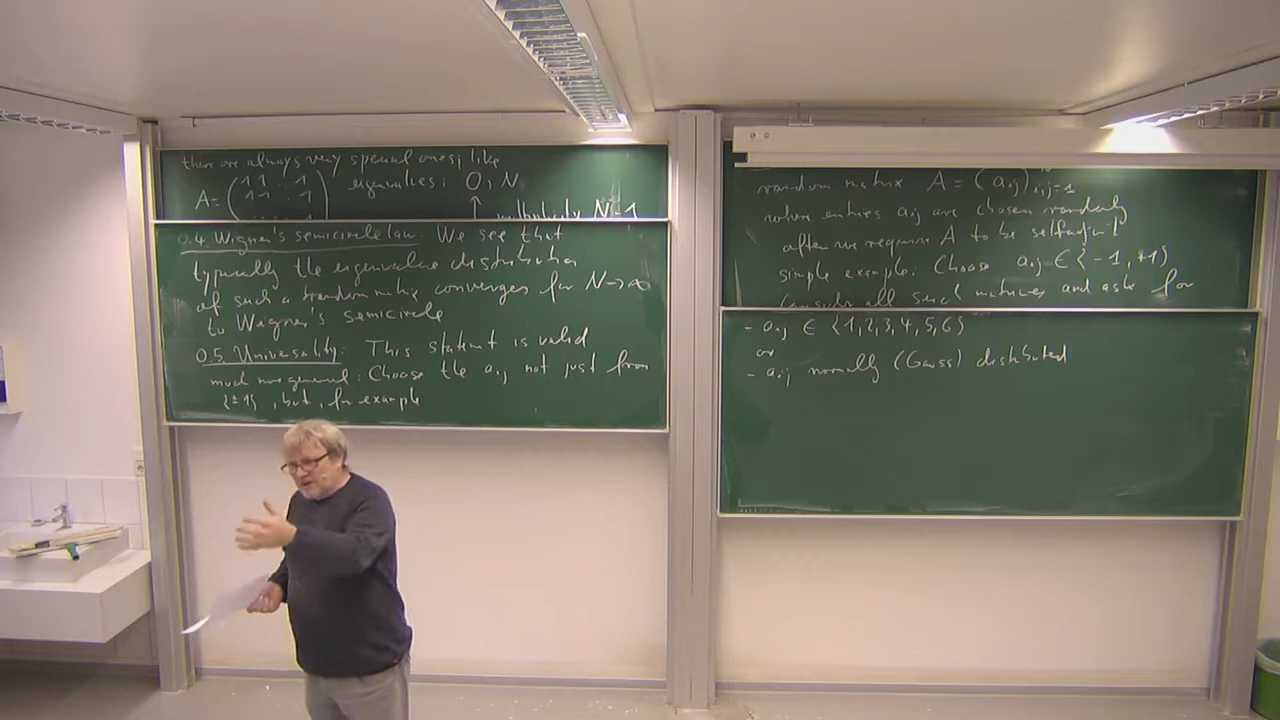 there are always very special ones, like
A = ( 1 1 ... 1
1 1 ... 1 ) eigenvalues: 0, N
↑ multiplicity N-1
0.4 Wigner's semicircle law We see that
typically the eigenvalue distribution
of such a random matrix converges for N→∞
to Wigner's semicircle
0.5. Universality: This statement is valid
much more general: Choose the aij not just from
{±1}, but, for example
random matrix A = (aij) i,j=1
where entries aij are chosen randomly
often we require A to be selfadjoint
simple example: Choose aij ∈ {-1, +1}
Consider all such matrices and ask for
- aij ∈ {1,2,3,4,5,6}
or
- aij normally (Gauss) distributed